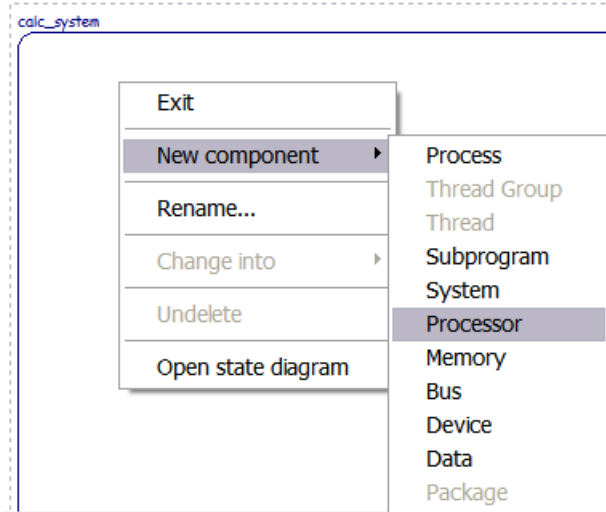 calc_system
Exit
New component
Rename...
Change into
Undelete
Open state diagram
Process
Thread Group
Thread
Subprogram
System
Processor
Memory
Bus
Device
Data
Package